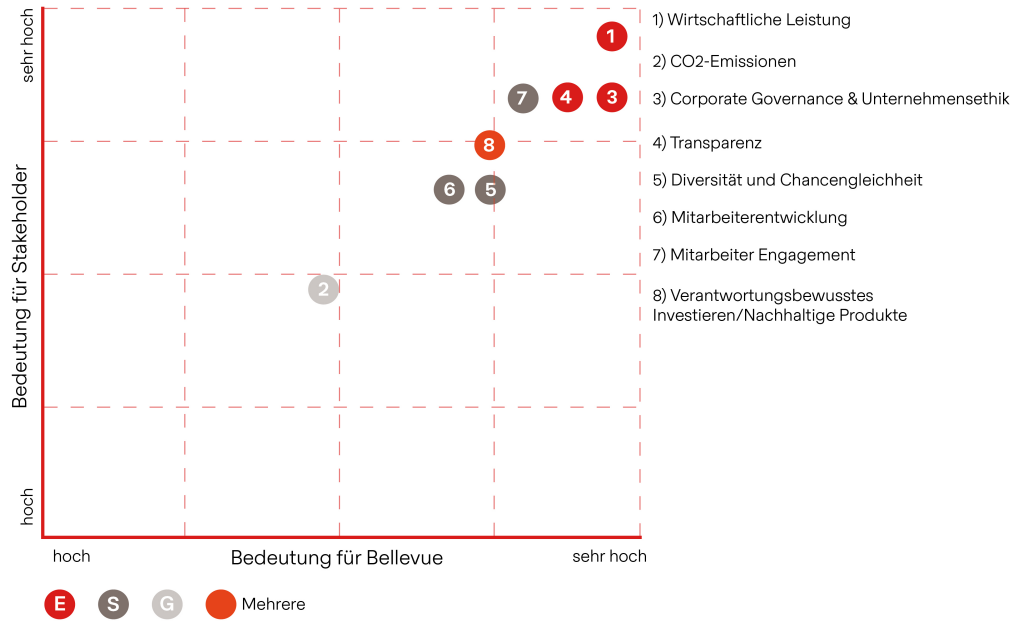 sehr hoch
Bedeutung für Stakeholder
hoch
1
7
4
3
8
6
5
2
hoch
Bedeutung für Bellevue
sehr hoch
E
S
G
Mehrere
1) Wirtschaftliche Leistung
2) CO2-Emissionen
3) Corporate Governance & Unternehmensethik
4) Transparenz
5) Diversität und Chancengleichheit
6) Mitarbeiterentwicklung
7) Mitarbeiter Engagement
8) Verantwortungsbewusstes
Investieren/Nachhaltige Produkte